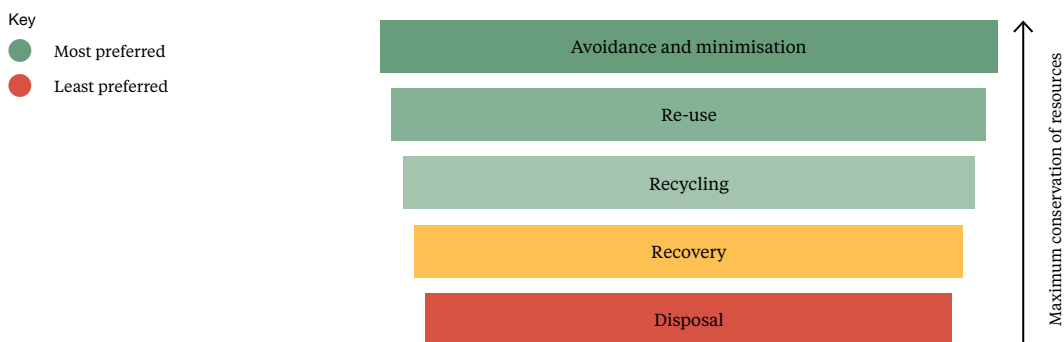 Key
Most preferred
Least preferred
Avoidance and minimisation
Re-use
Recycling
Recovery
Disposal
Maximum conservation of resources